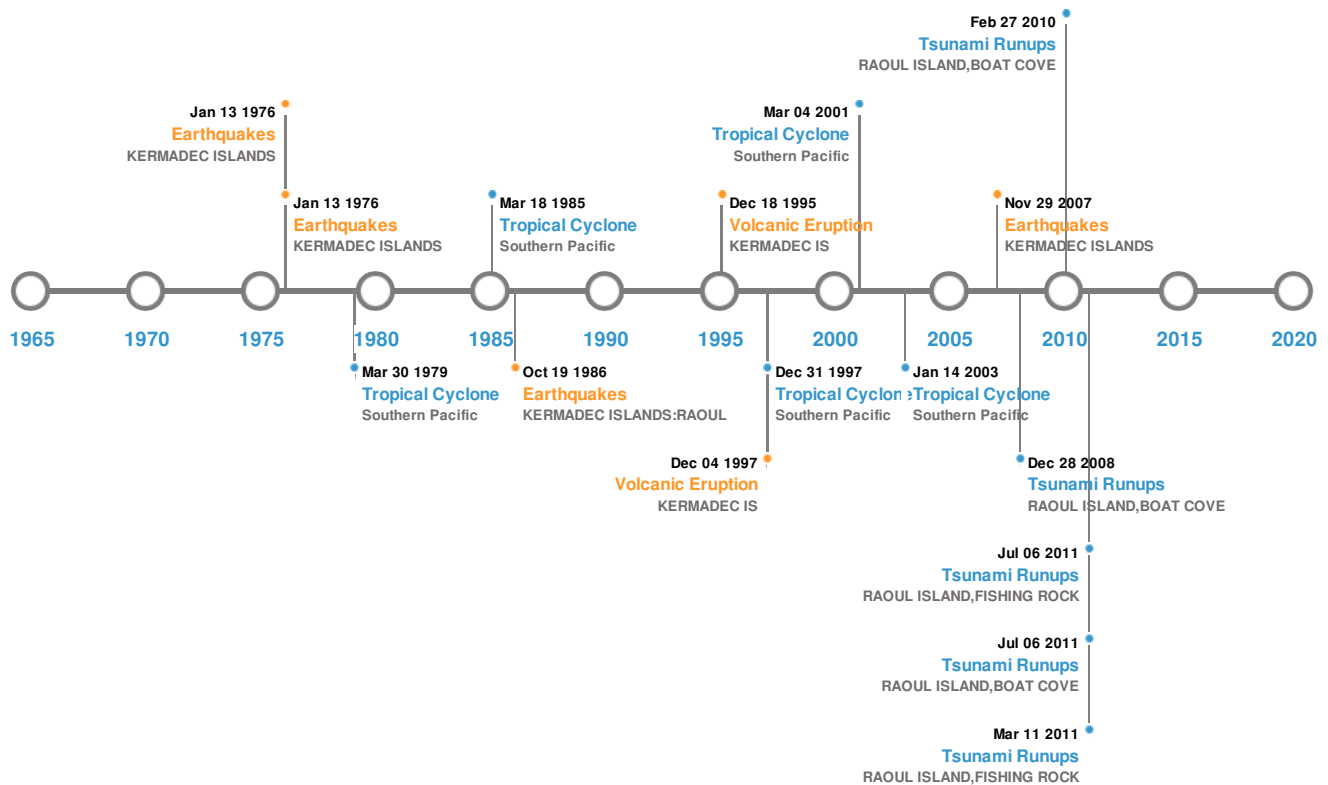 Feb 27 2010
Tsunami Runups
RAOUL ISLAND,BOAT COVE
Jan 13 1976
Earthquakes
KERMADEC ISLANDS
Mar 04 2001
Tropical Cyclone
Southern Pacific
Jan 13 1976
Earthquakes
KERMADEC ISLANDS
Mar 18 1985
Tropical Cyclone
Southern Pacific
Dec 18 1995
Volcanic Eruption
KERMADEC IS
Nov 29 2007
Earthquakes
KERMADEC ISLANDS
1965 1970 1975 1980 1985 1990 1995 2000 2005 2010 2015 2020
Mar 30 1979
Tropical Cyclone
Southern Pacific
Oct 19 1986
Earthquakes
KERMADEC ISLANDS:RAOUL
Dec 31 1997
Tropical Cyclone
Southern Pacific
Jan 14 2003
Tropical Cyclone
Southern Pacific
Dec 04 1997
Volcanic Eruption
KERMADEC IS
Dec 28 2008
Tsunami Runups
RAOUL ISLAND,BOAT COVE
Jul 06 2011
Tsunami Runups
RAOUL ISLAND,FISHING ROCK
Jul 06 2011
Tsunami Runups
RAOUL ISLAND,BOAT COVE
Mar 11 2011
Tsunami Runups
RAOUL ISLAND,FISHING ROCK